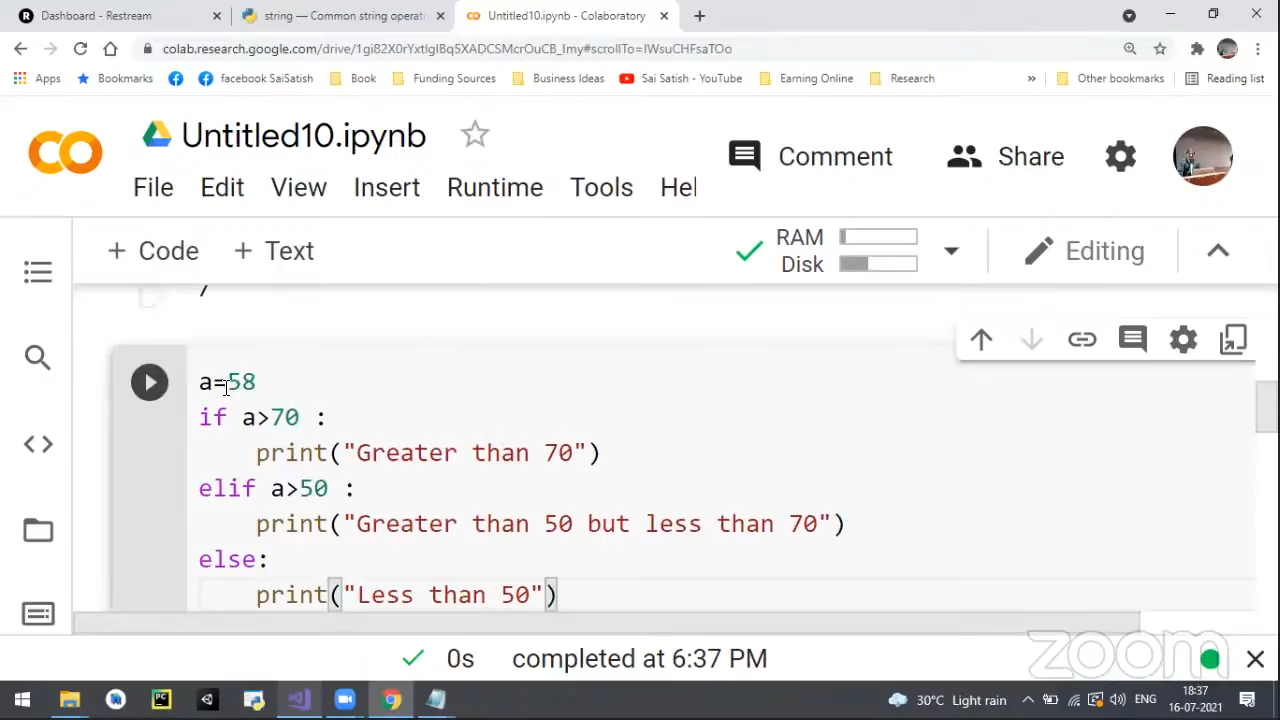 Dashboard - Restream
string — Common string operati
Untitled10.ipynb - Colaboratory
colab.research.google.com/drive/1gi82X0rYxtlgIBq5XADCSMcrOuCB_Imy#scrollTo=IWsuCHFsaTOo
Apps
Bookmarks
facebook SaiSatish
Book
Funding Sources
Business Ideas
Sai Satish - YouTube
Earning Online
Research
»
Other bookmarks
Reading list
Untitled10.ipynb
Comment
Share
File Edit View Insert Runtime Tools Hel
+ Code + Text
RAM
Disk
Editing
a=58
if a>70 :
print("Greater than 70")
elif a>50 :
print("Greater than 50 but less than 70")
else:
print("Less than 50")
0s completed at 6:37 PM
zoom
30°C Light rain
ENG
18:37
16-07-2021